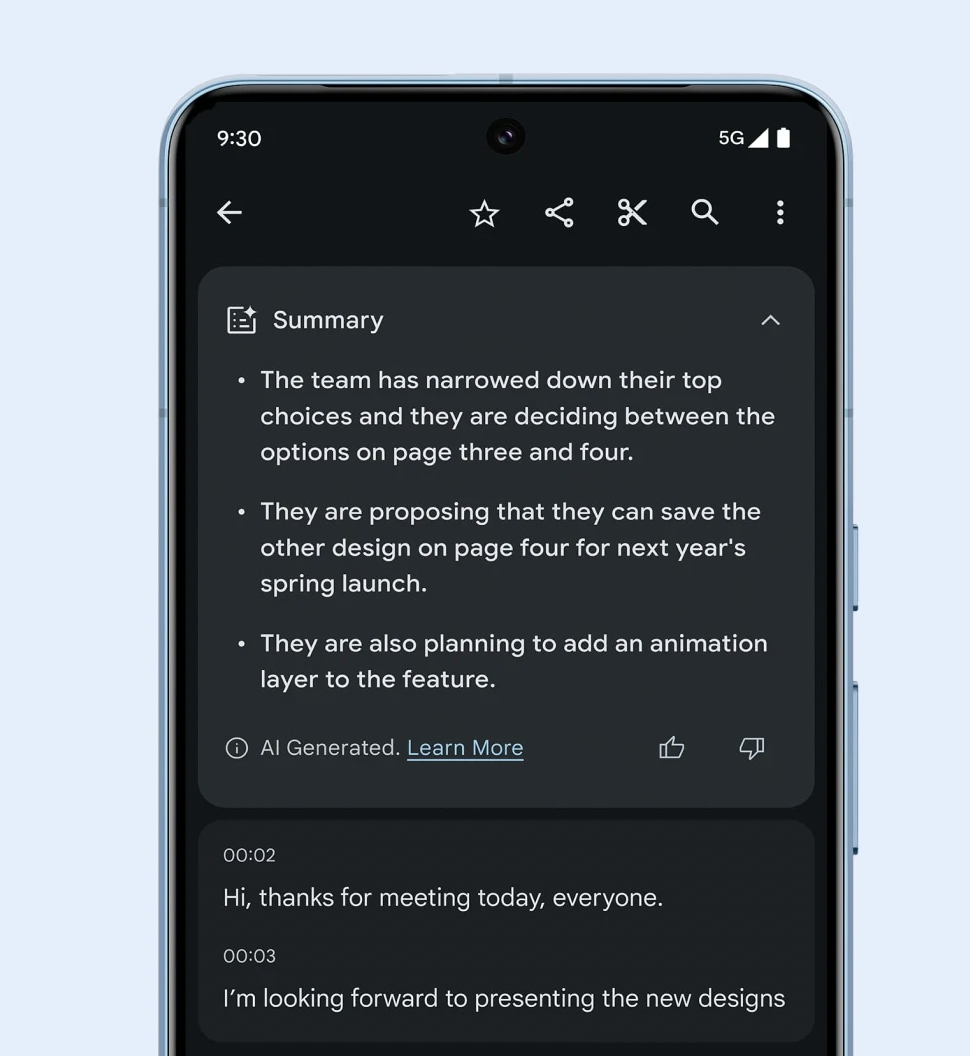 9:30
5G
Summary
• The team has narrowed down their top
choices and they are deciding between the
options on page three and four.
• They are proposing that they can save the
other design on page four for next year's
spring launch.
• They are also planning to add an animation
layer to the feature.
AI Generated. Learn More
00:02
Hi, thanks for meeting today, everyone.
00:03
I’m looking forward to presenting the new designs